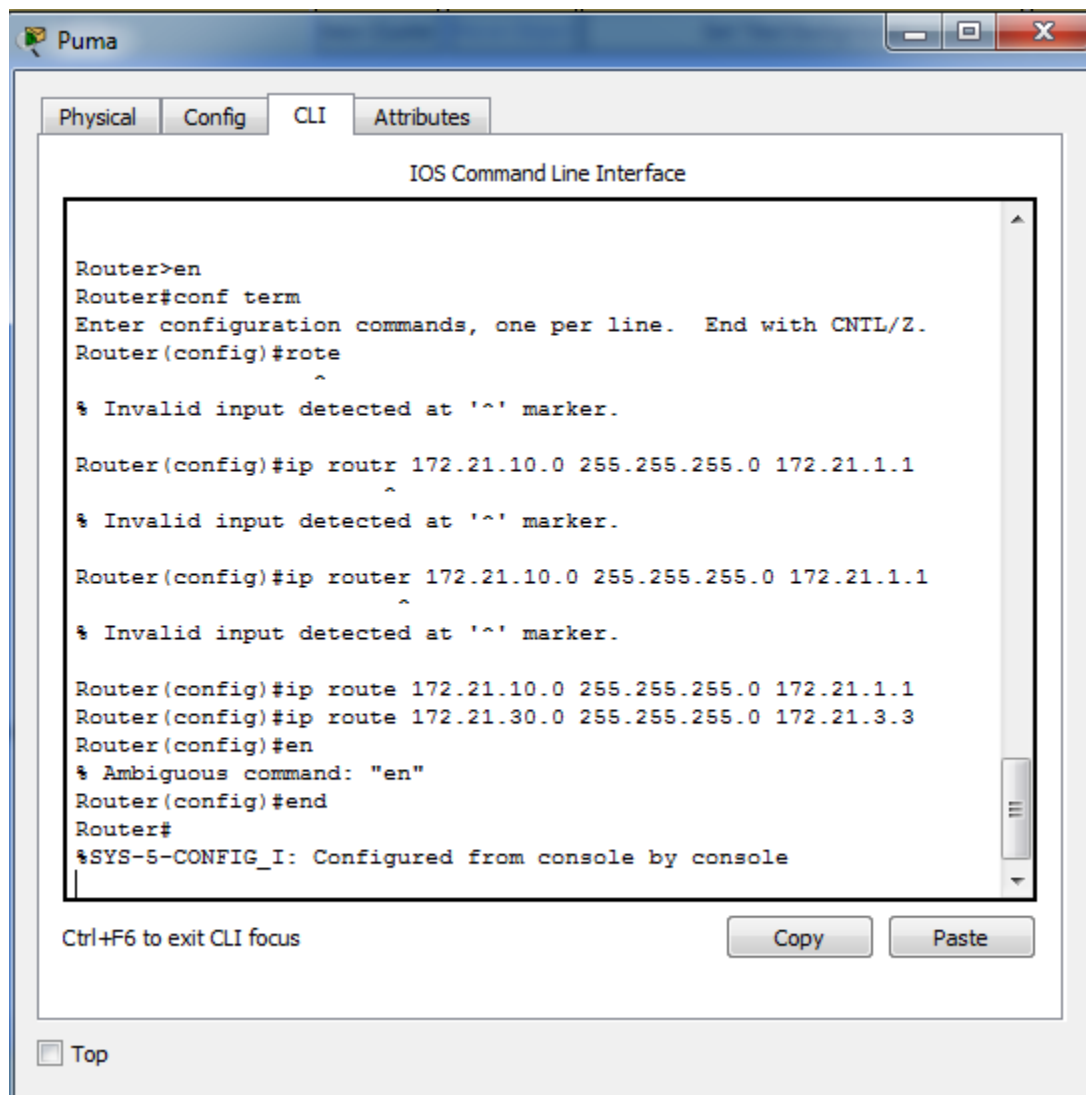 Puma
Physical Config CLI Attributes
IOS Command Line Interface
Router>en
Router#conf term
Enter configuration commands, one per line.  End with CNTL/Z.
Router(config)#rote
^
% Invalid input detected at '^' marker.
Router(config)#ip routr 172.21.10.0 255.255.255.0 172.21.1.1
^
% Invalid input detected at '^' marker.
Router(config)#ip router 172.21.10.0 255.255.255.0 172.21.1.1
^
% Invalid input detected at '^' marker.
Router(config)#ip route 172.21.10.0 255.255.255.0 172.21.1.1
Router(config)#ip route 172.21.30.0 255.255.255.0 172.21.3.3
Router(config)#en
% Ambiguous command: "en"
Router(config)#end
Router#
%SYS-5-CONFIG_I: Configured from console by console
Ctrl+F6 to exit CLI focus Copy Paste
Top